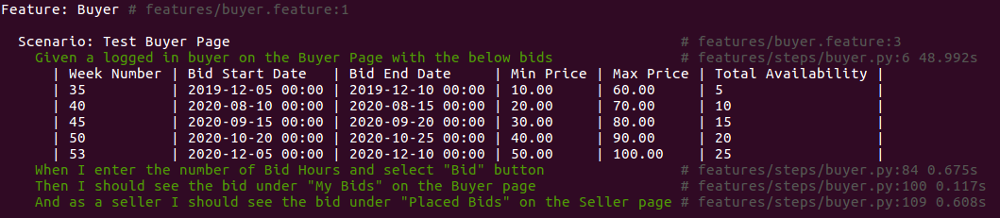 Feature: Buyer # features/buyer.feature:1
Scenario: Test Buyer Page # features/buyer.feature:3
Given a logged in buyer on the Buyer Page with the below bids # features/steps/buyer.py:6 48.992s
| Week Number | Bid Start Date | Bid End Date | Min Price | Max Price | Total Availability |
| 35 | 2019-12-05 00:00 | 2019-12-10 00:00 | 10.00 | 60.00 | 5 |
| 40 | 2020-08-10 00:00 | 2020-08-15 00:00 | 20.00 | 70.00 | 10 |
| 45 | 2020-09-15 00:00 | 2020-09-20 00:00 | 30.00 | 80.00 | 15 |
| 50 | 2020-10-20 00:00 | 2020-10-25 00:00 | 40.00 | 90.00 | 20 |
| 53 | 2020-12-05 00:00 | 2020-12-10 00:00 | 50.00 | 100.00 | 25 |
When I enter the number of Bid Hours and select "Bid" button # features/steps/buyer.py:84 0.675s
Then I should see the bid under "My Bids" on the Buyer page # features/steps/buyer.py:100 0.117s
And as a seller I should see the bid under "Placed Bids" on the Seller page # features/steps/buyer.py:109 0.608s